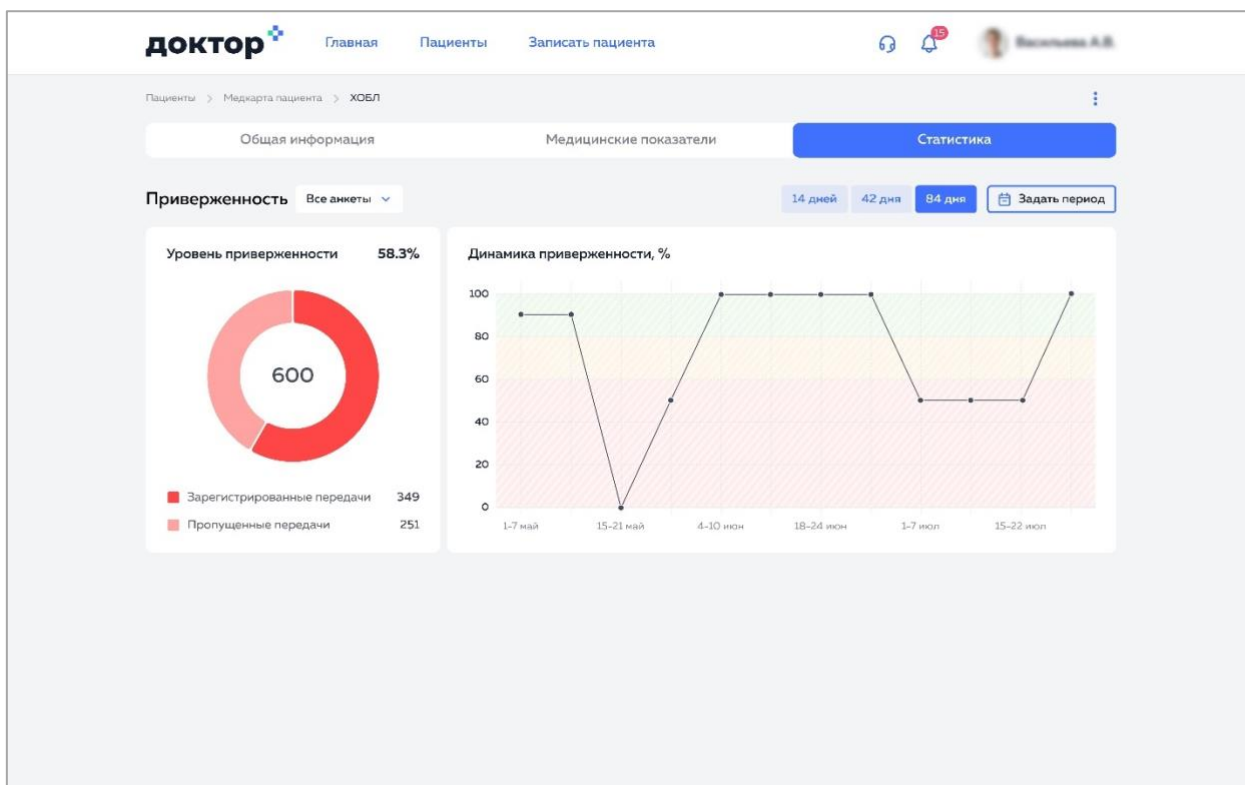 доктор Главная Пациенты Записать пациента 15
Пациенты > Медкарта пациента > ХОБЛ
Общая информация Медицинские показатели Статистика
Приверженность Все анкеты 14 дней 42 дня 84 дня Задать период
Уровень приверженности 58.3%
600
Зарегистрированные передачи 349
Пропущенные передачи 251
Динамика приверженности, %
100
80
60
40
20
0
1-7 май 15-21 май 4-10 июн 18-24 июн 1-7 июл 15-22 июл